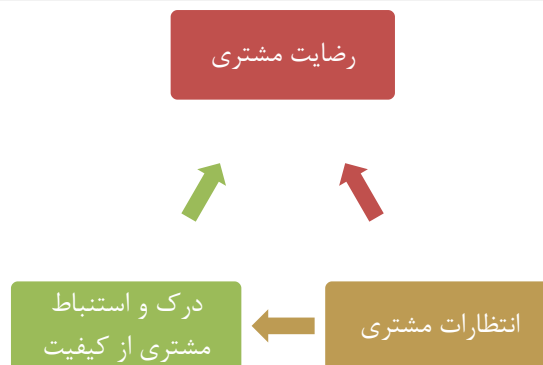 رضایت مشتری
انتظارات مشتری
درک و استنباط
مشتری از کیفیت